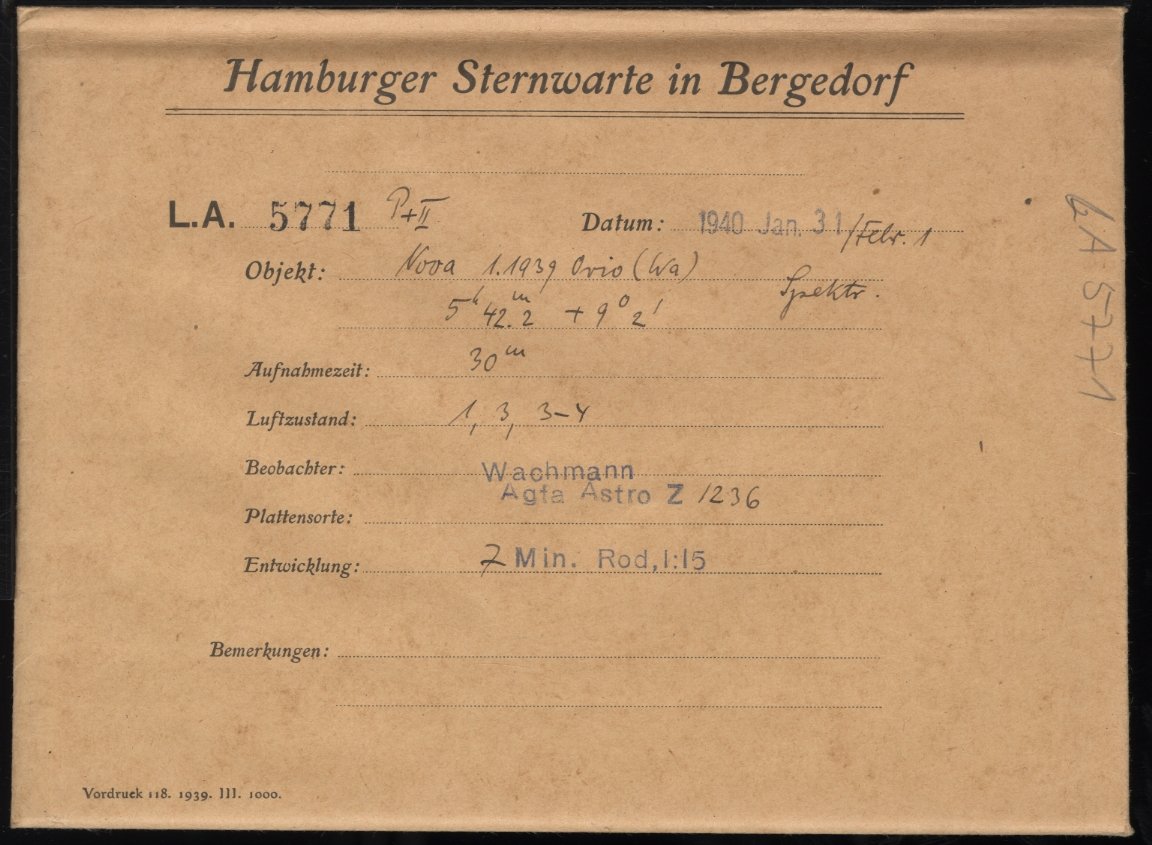 Hamburger Sternwarte in Bergedorf
L.A. 5771 P+II
Datum: 1940 Jan. 31/Febr. 1
Objekt: Nova 1.1939 Orio (Wa) Spektr.
5h 42.m2 + 9° 2'
Aufnahmezeit: 30m
Luftzustand: 1, 3, 3-4
Beobachter: Wachmann
Plattensorte: Agfa Astro Z 1236
Entwicklung: 7 Min. Rod, 1:15
Bemerkungen:
Vordruck 118. 1939. III. 1000.
LA 5771